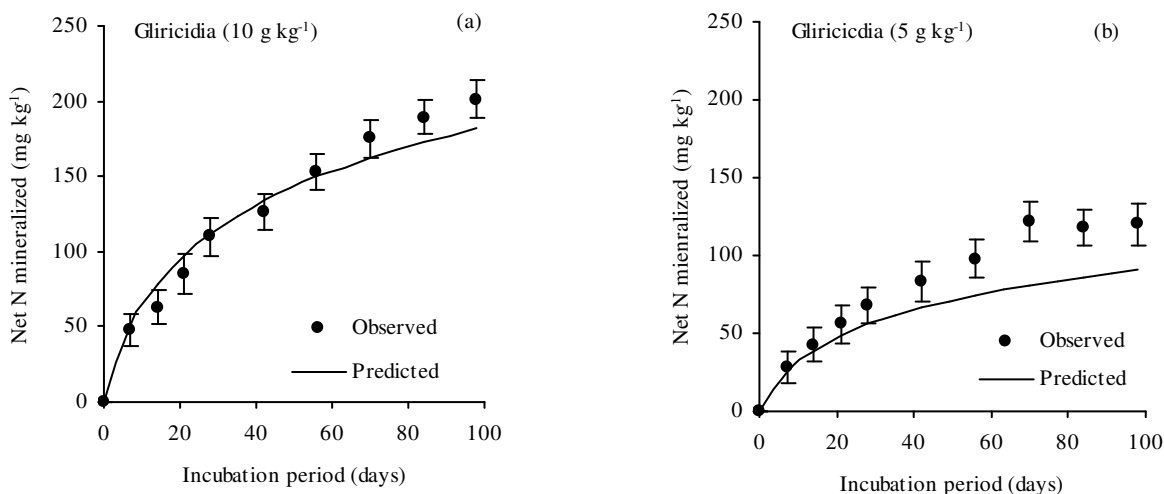 Gliricidia (10 g kg⁻¹)
(a)
250
200
150
100
50
0
Net N mineralized (mg kg⁻¹)
Observed
Predicted
0 20 40 60 80 100
Incubation period (days)
Gliricicdia (5 g kg⁻¹)
(b)
250
200
150
100
50
0
Net N mienralized (mg kg⁻¹)
Observed
Predicted
0 20 40 60 80 100
Incubation period (days)